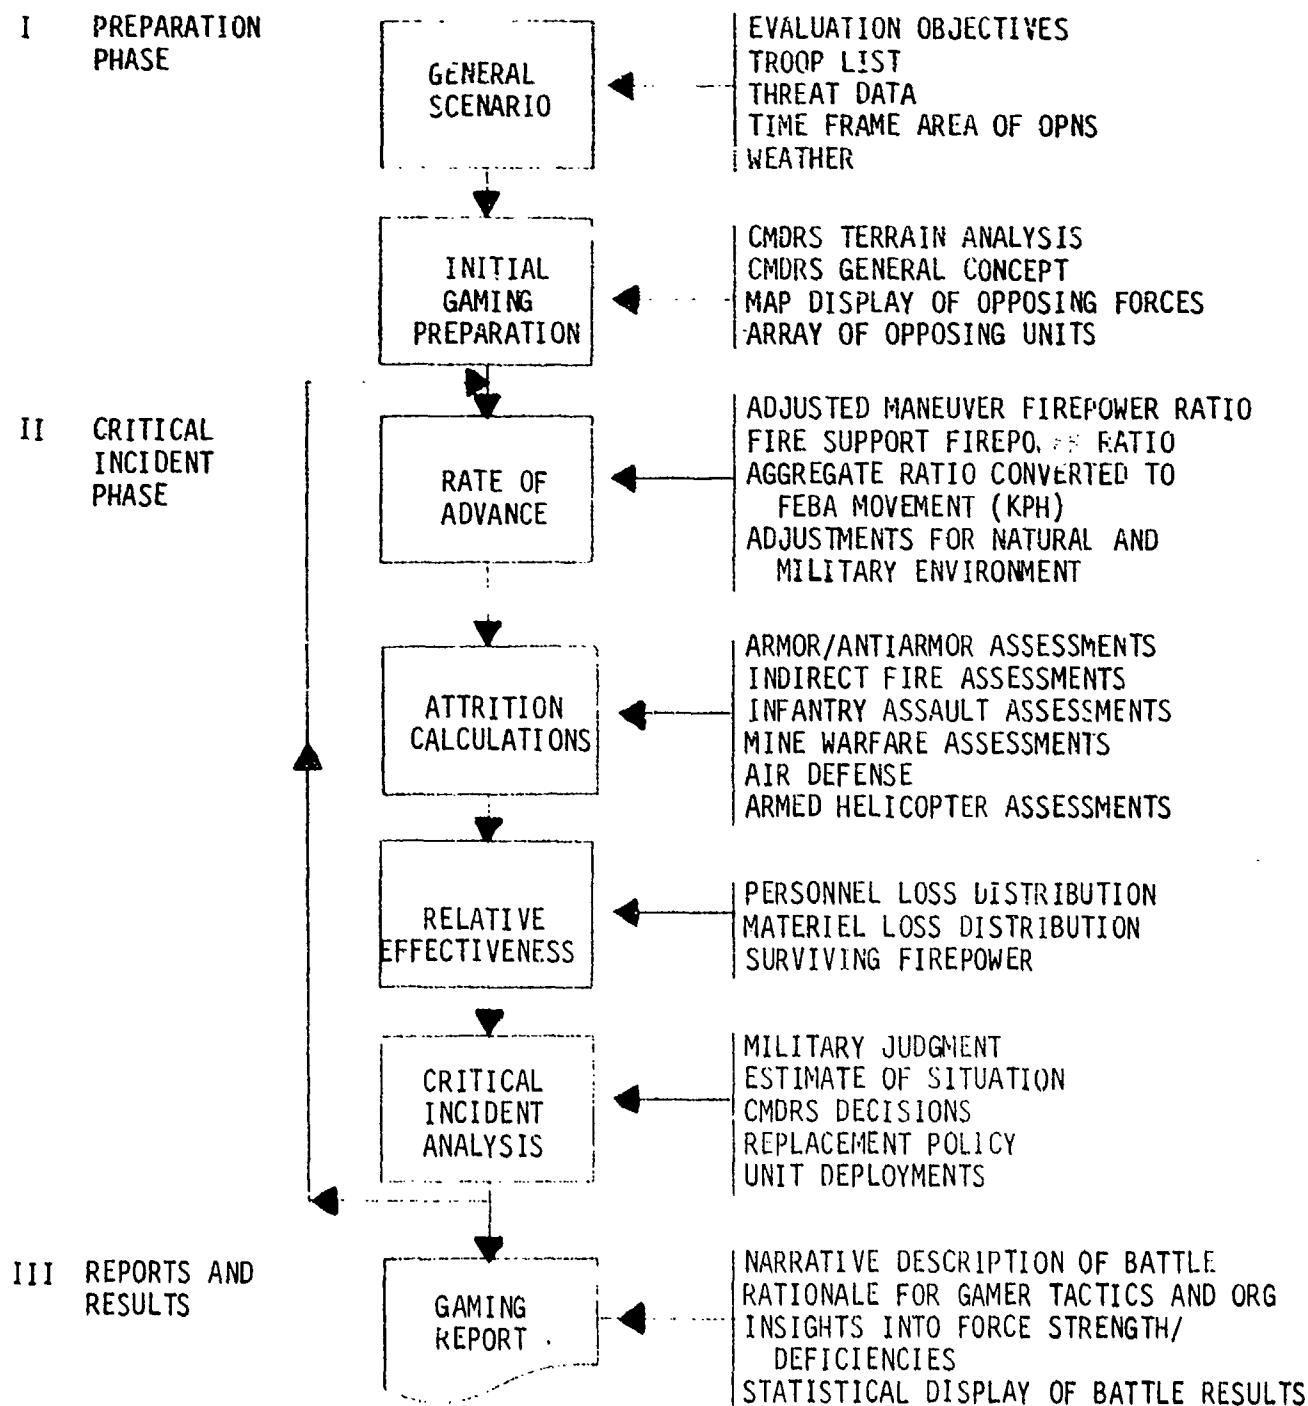 I PREPARATION
PHASE
GENERAL
SCENARIO
EVALUATION OBJECTIVES
TROOP LIST
THREAT DATA
TIME FRAME AREA OF OPNS
WEATHER
INITIAL
GAMING
PREPARATION
CMDRS TERRAIN ANALYSIS
CMDRS GENERAL CONCEPT
MAP DISPLAY OF OPPOSING FORCES
ARRAY OF OPPOSING UNITS
II CRITICAL
INCIDENT
PHASE
RATE OF
ADVANCE
ADJUSTED MANEUVER FIREPOWER RATIO
FIRE SUPPORT FIREPOWER RATIO
AGGREGATE RATIO CONVERTED TO
FEBA MOVEMENT (KPH)
ADJUSTMENTS FOR NATURAL AND
MILITARY ENVIRONMENT
ATTRITION
CALCULATIONS
ARMOR/ANTIARMOR ASSESSMENTS
INDIRECT FIRE ASSESSMENTS
INFANTRY ASSAULT ASSESSMENTS
MINE WARFARE ASSESSMENTS
AIR DEFENSE
ARMED HELICOPTER ASSESSMENTS
RELATIVE
EFFECTIVENESS
PERSONNEL LOSS DISTRIBUTION
MATERIEL LOSS DISTRIBUTION
SURVIVING FIREPOWER
CRITICAL
INCIDENT
ANALYSIS
MILITARY JUDGMENT
ESTIMATE OF SITUATION
CMDRS DECISIONS
REPLACEMENT POLICY
UNIT DEPLOYMENTS
III REPORTS AND
RESULTS
GAMING
REPORT
NARRATIVE DESCRIPTION OF BATTLE
RATIONALE FOR GAMER TACTICS AND ORG
INSIGHTS INTO FORCE STRENGTH/
DEFICIENCIES
STATISTICAL DISPLAY OF BATTLE RESULTS